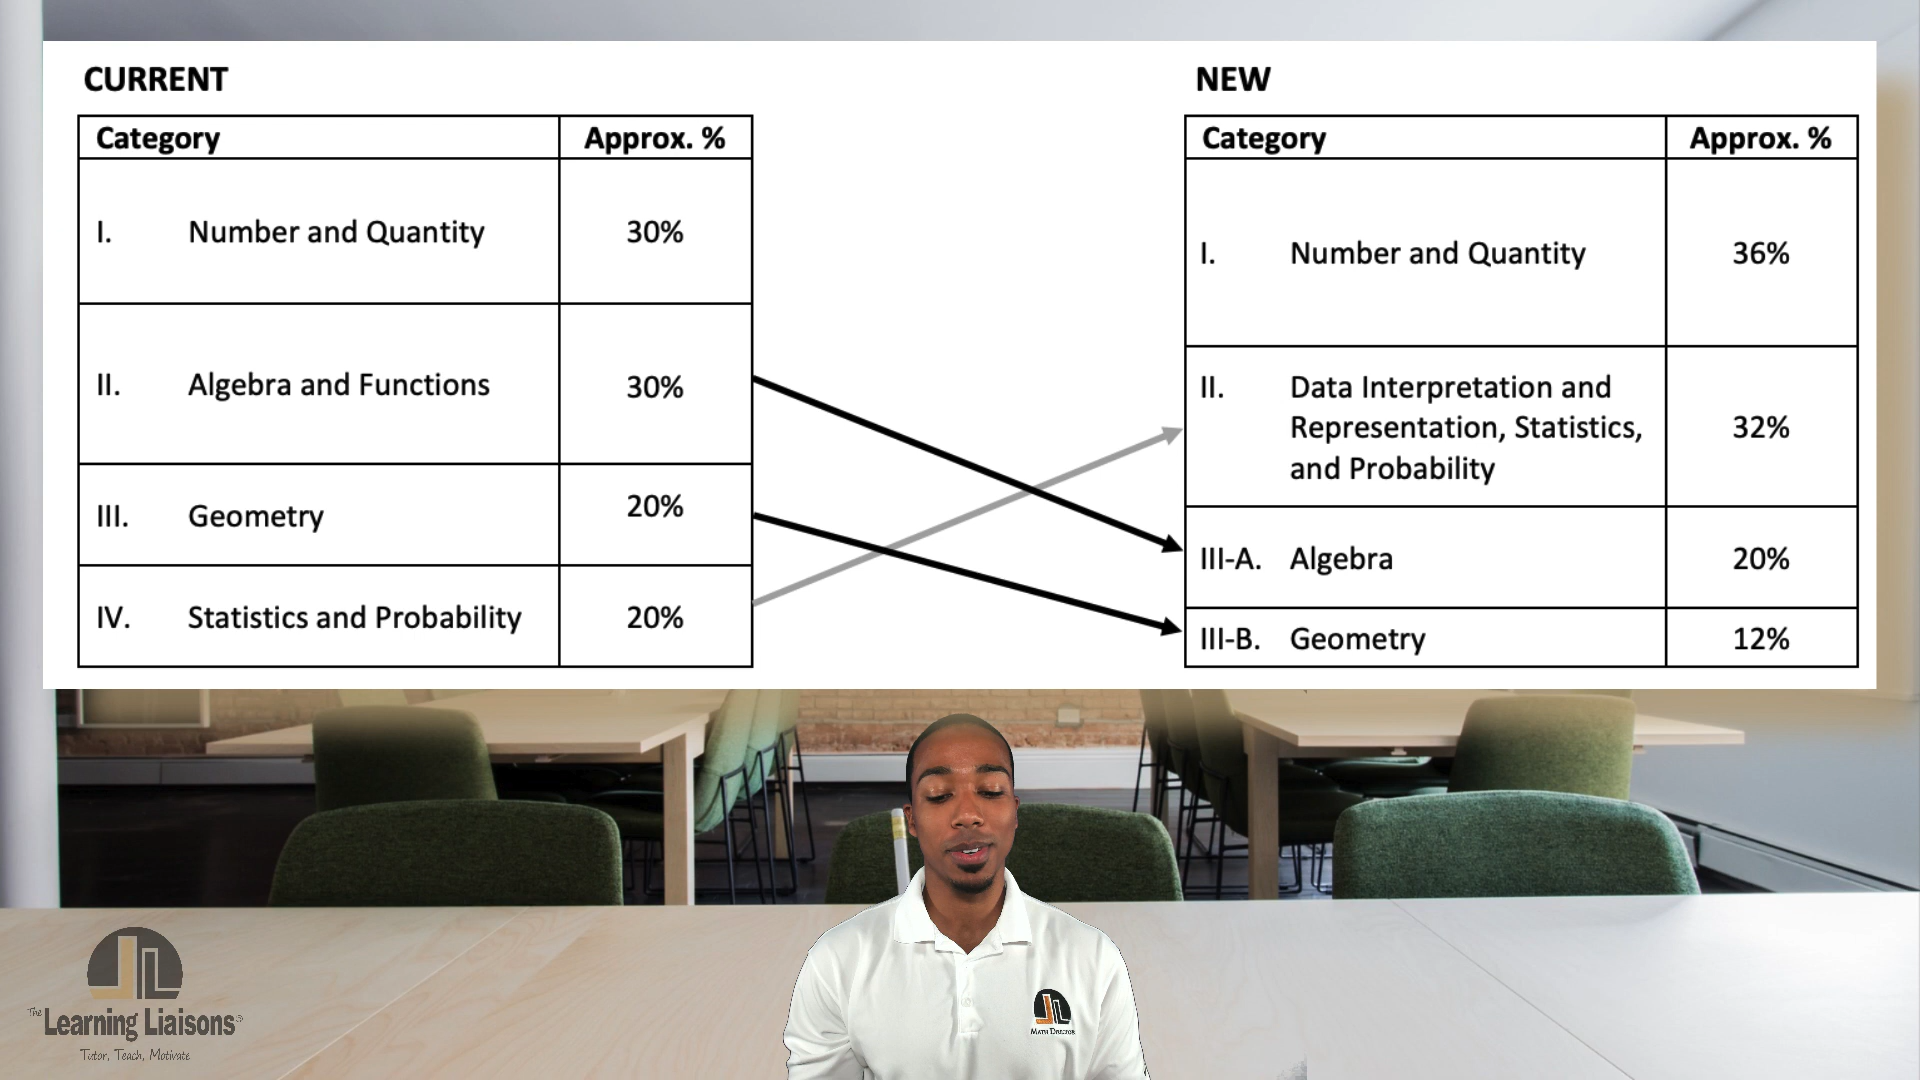 CURRENT
Category Approx. %
I. Number and Quantity 30%
II. Algebra and Functions 30%
III. Geometry 20%
IV. Statistics and Probability 20%
NEW
Category Approx. %
I. Number and Quantity 36%
II. Data Interpretation and
Representation, Statistics,
and Probability 32%
III-A. Algebra 20%
III-B. Geometry 12%
The Learning Liaisons®
Tutor, Teach, Motivate
MATH DIRECTOR